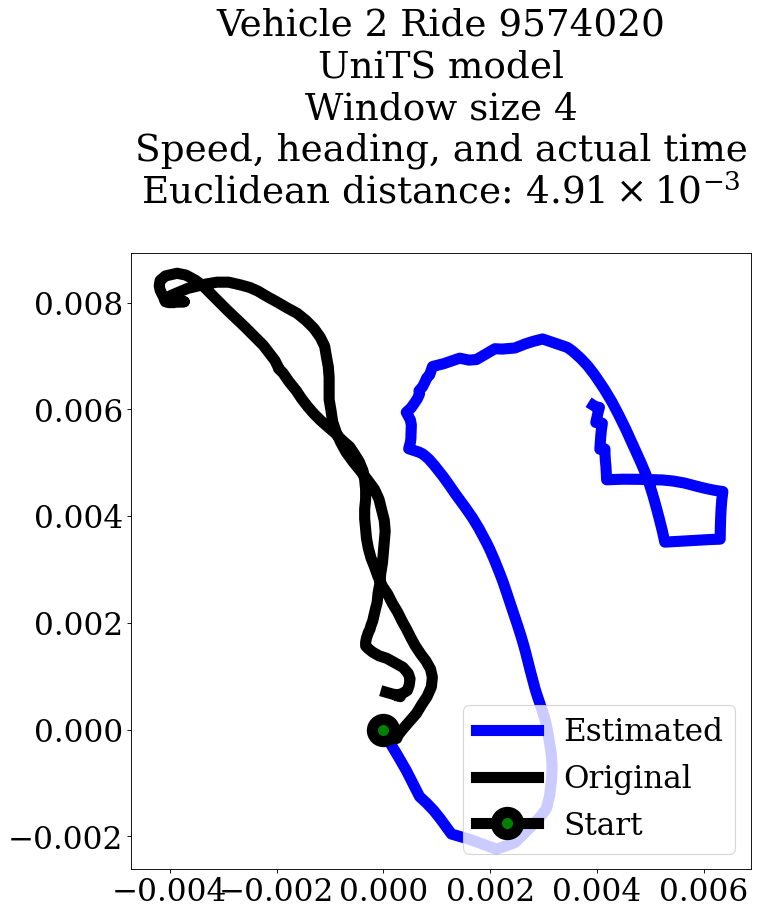 Vehicle 2 Ride 9574020
UniTS model
Window size 4
Speed, heading, and actual time
Euclidean distance: 4.91 × 10⁻³
0.008
0.006
0.004
0.002
0.000
−0.002
−0.004
−0.002
0.000
0.002
0.004
0.006
Estimated
Original
Start